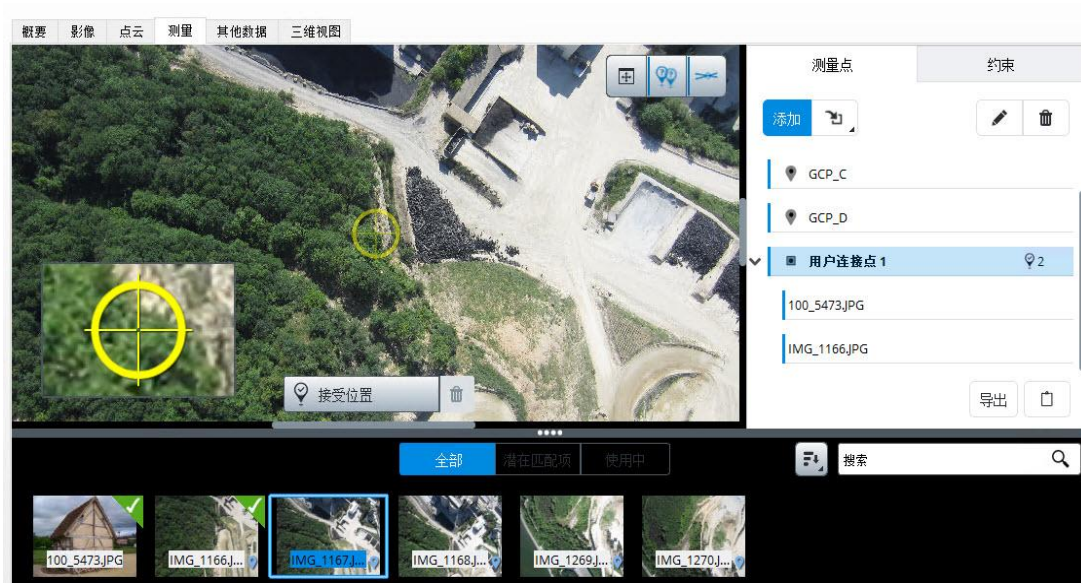 概要 影像 点云 测量 其他数据 三维视图
测量点 约束
添加
GCP_C
GCP_D
用户连接点 1 2
100_5473.JPG
IMG_1166.JPG
接受位置
导出
全部 潜在匹配项 使用中
搜索
100_5473.JPG IMG_1166.J... IMG_1167.J... IMG_1168.J... IMG_1269.J... IMG_1270.J...